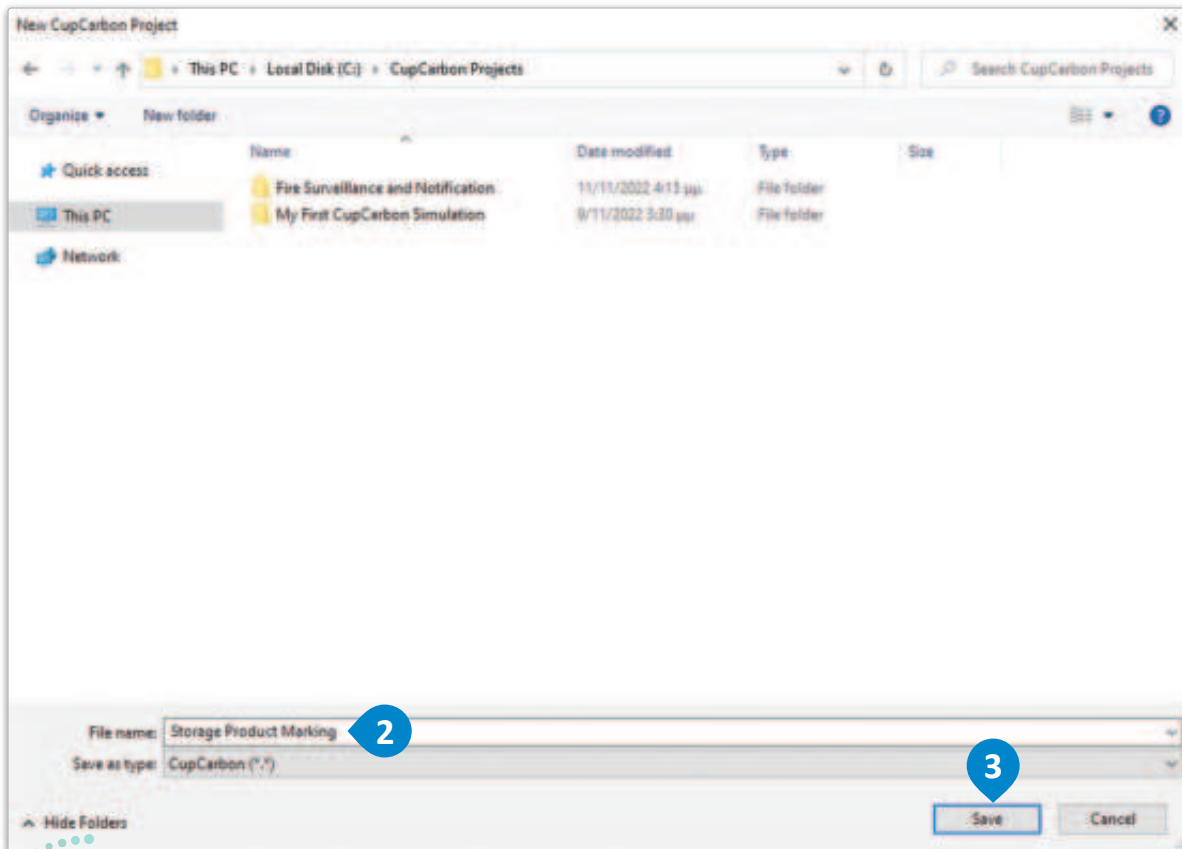 New CupCarbon Project
This PC Local Disk (C:) CupCarbon Projects Search CupCarbon Projects
Organize New folder
Name Date modified Type Size
Quick access
This PC
Network
Fire Surveillance and Notification 11/11/2022 4:13 μμ File folder
My First CupCarbon Simulation 9/11/2022 3:30 μμ File folder
File name: Storage Product Marking 2
Save as type: CupCarbon (*.*)
3
Hide Folders Save Cancel